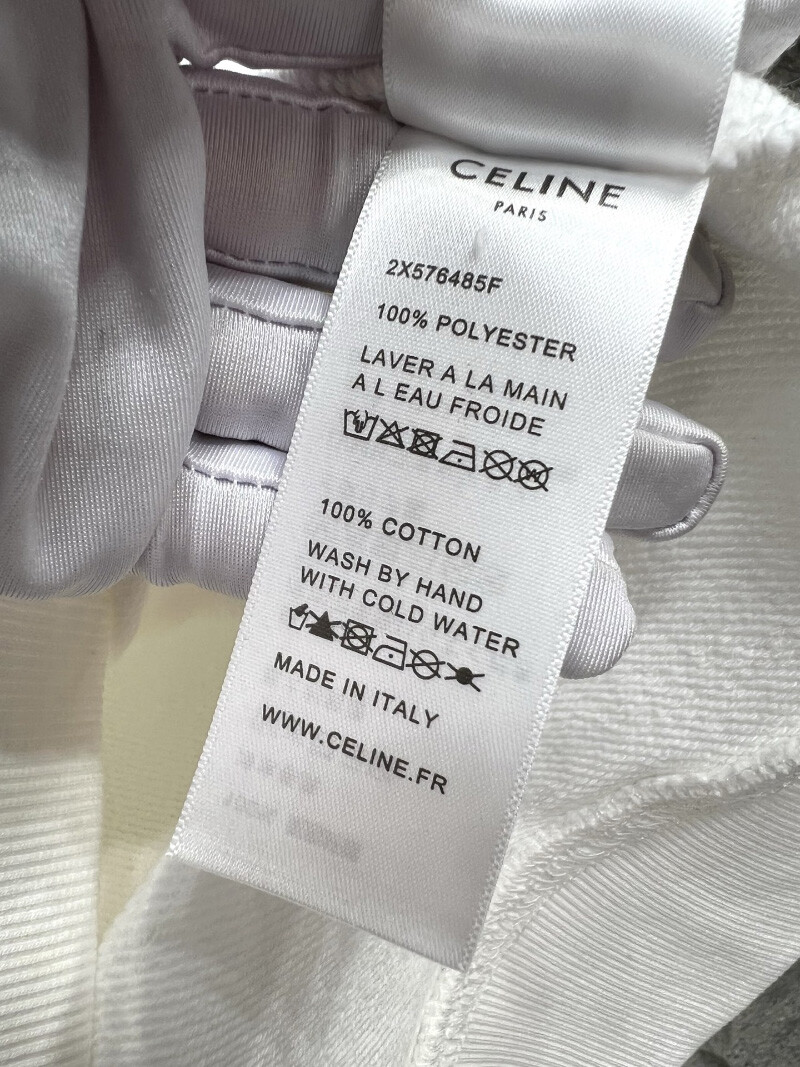 CELINE
PARIS
2X576485F
100% POLYESTER
LAVER A LA MAIN
A L EAU FROIDE
100% COTTON
WASH BY HAND
WITH COLD WATER
MADE IN ITALY
WWW.CELINE.FR